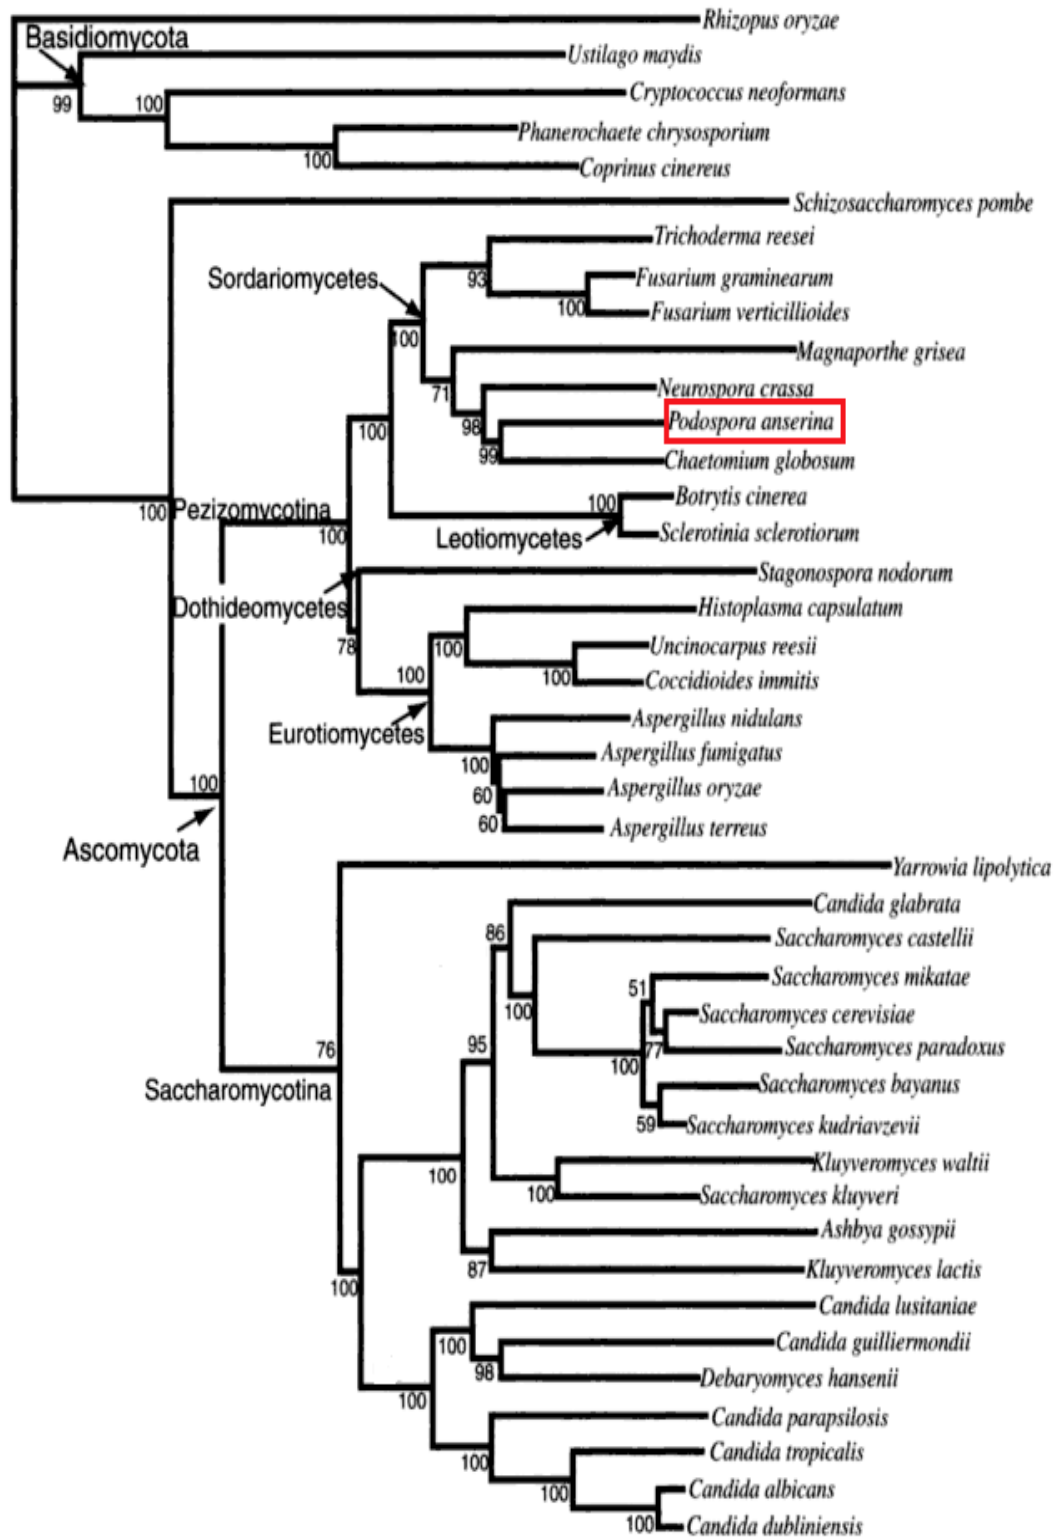 Rhizopus oryzae
Basidiomycota
Ustilago maydis
99
100
Cryptococcus neoformans
Phanerochaete chrysosporium
100
Coprinus cinereus
Schizosaccharomyces pombe
Trichoderma reesei
Sordariomycetes
93
Fusarium graminearum
100
Fusarium verticillioides
100
Magnaporthe grisea
71
Neurospora crassa
98
Podospora anserina
100
99
Chaetomium globosum
100
Botrytis cinerea
100
Pezizomycotina
100
Leotiomycetes
Sclerotinia sclerotiorum
Stagonospora nodorum
Dothideomycetes
Histoplasma capsulatum
78
100
Uncinocarpus reesii
100
100
Coccidioides immitis
Eurotiomycetes
Aspergillus nidulans
100
Aspergillus fumigatus
60
Aspergillus oryzae
100
60
Aspergillus terreus
Ascomycota
Yarrowia lipolytica
Candida glabrata
86
Saccharomyces castellii
Saccharomyces mikatae
51
100
Saccharomyces cerevisiae
76
95
77
Saccharomyces paradoxus
100
Saccharomycotina
Saccharomyces bayanus
59
Saccharomyces kudriavzevii
Kluyveromyces waltii
100
100
Saccharomyces kluyveri
Ashbya gossypii
87
Kluyveromyces lactis
100
Candida lusitaniae
100
Candida guilliermondii
98
Debaryomyces hansenii
100
Candida parapsilosis
100
Candida tropicalis
100
Candida albicans
100
Candida dubliniensis